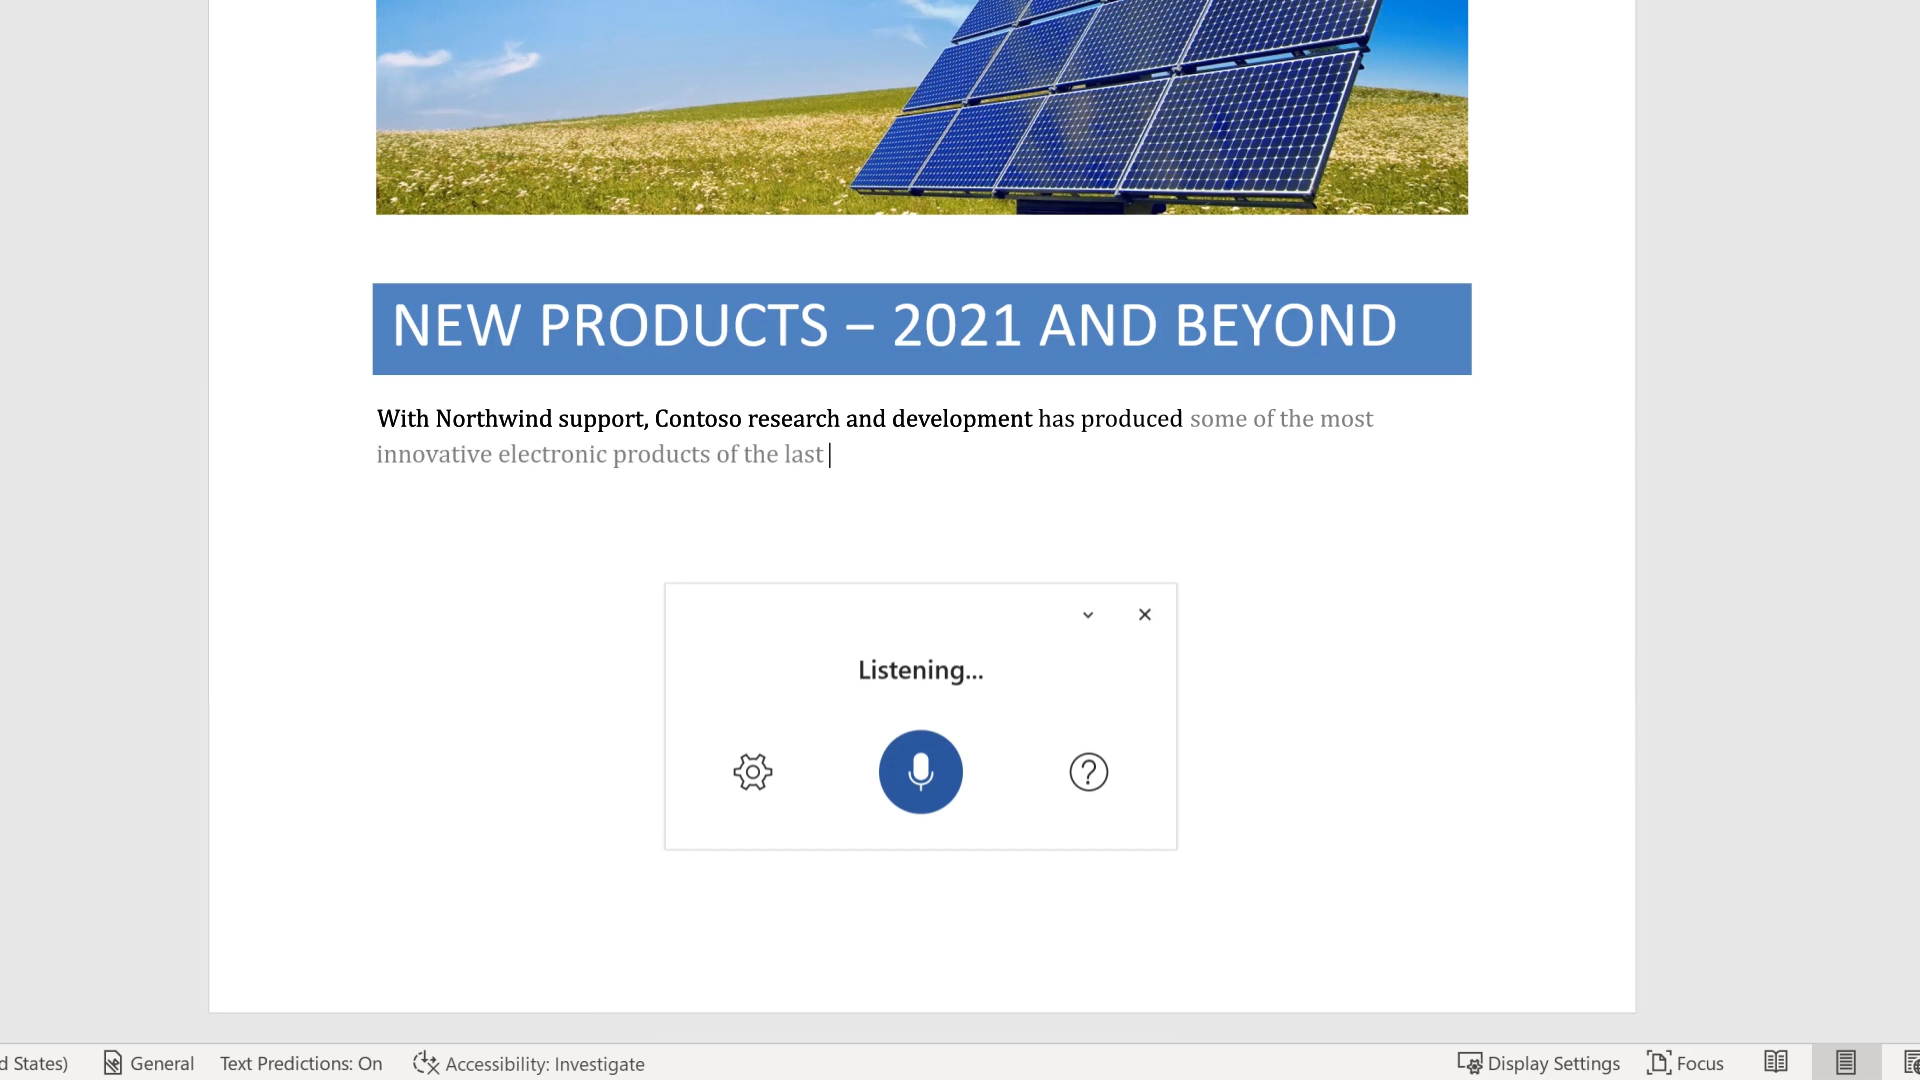 NEW PRODUCTS – 2021 AND BEYOND
With Northwind support, Contoso research and development has produced some of the most
innovative electronic products of the last
Listening...
d States)
General
Text Predictions: On
Accessibility: Investigate
Display Settings
Focus